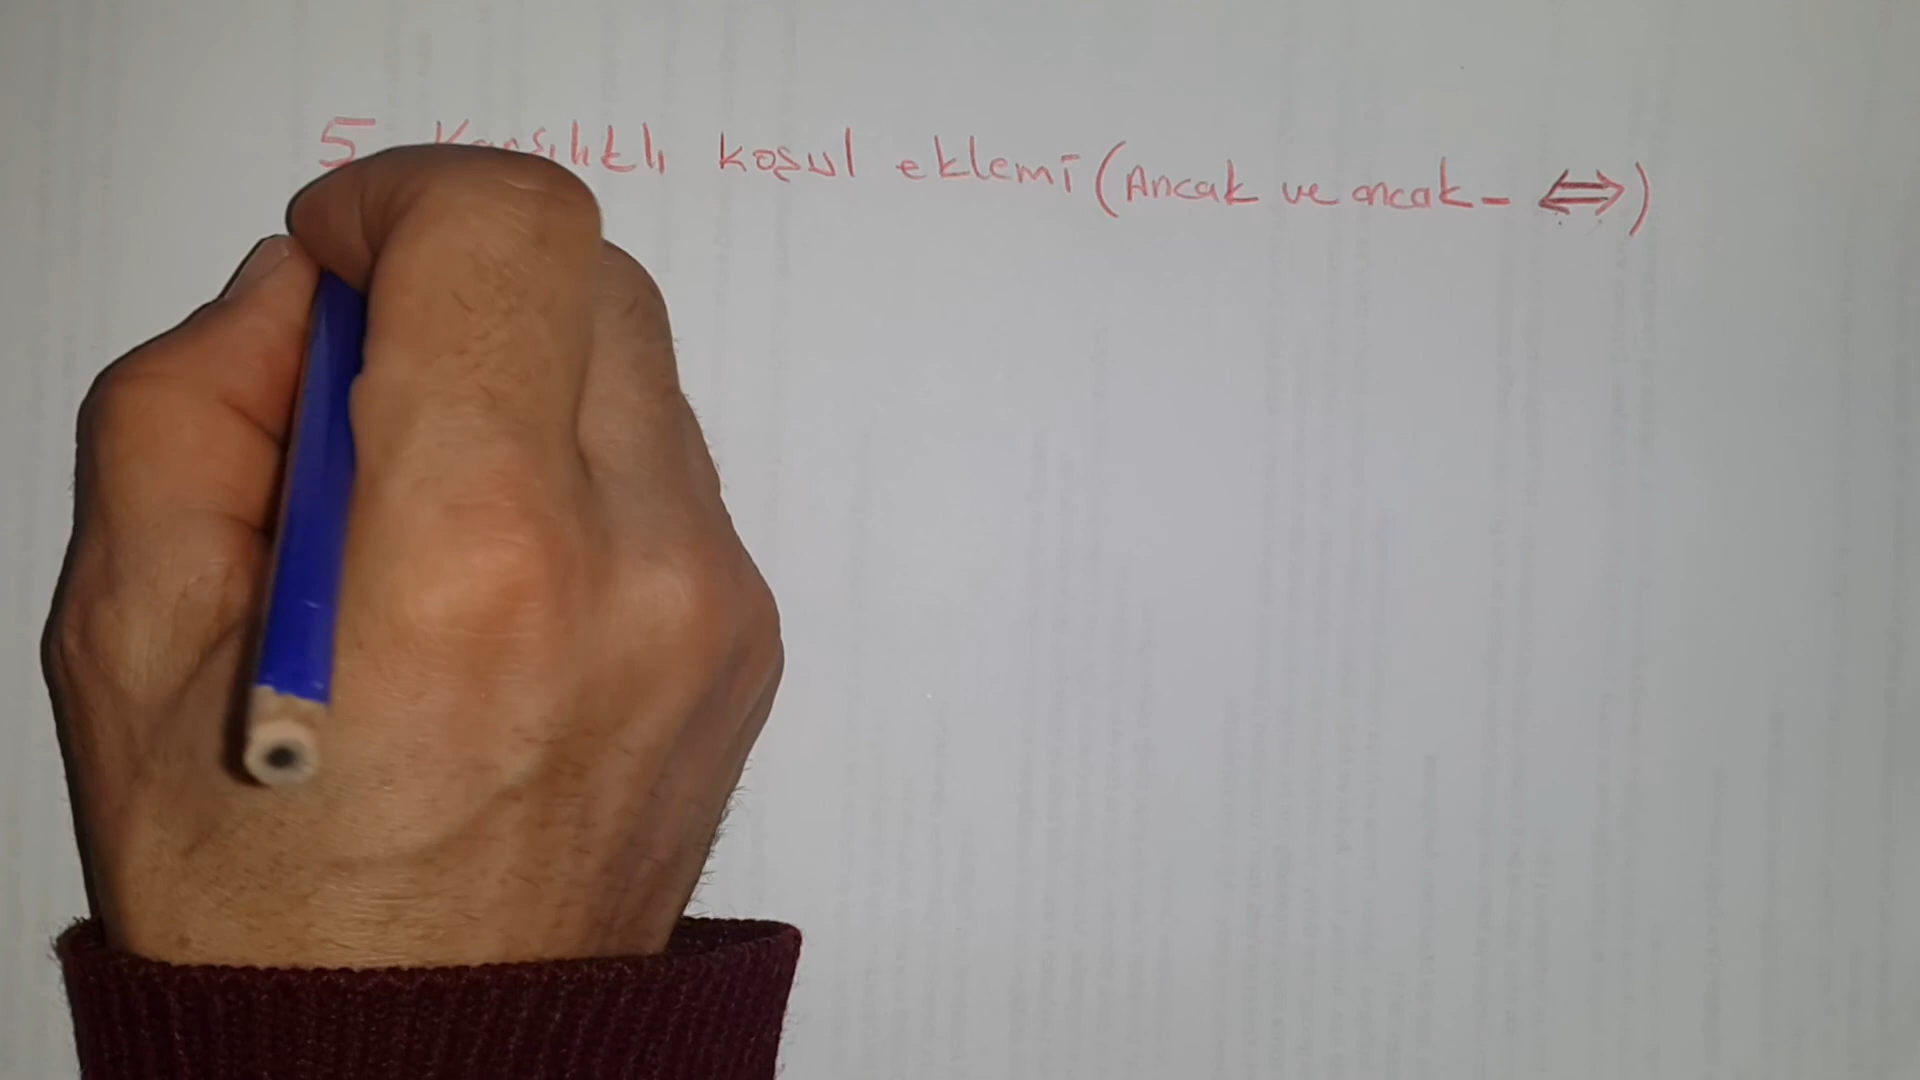 5 Karşılıklı koşul eklemi (Ancak ve ancak - ⇔)